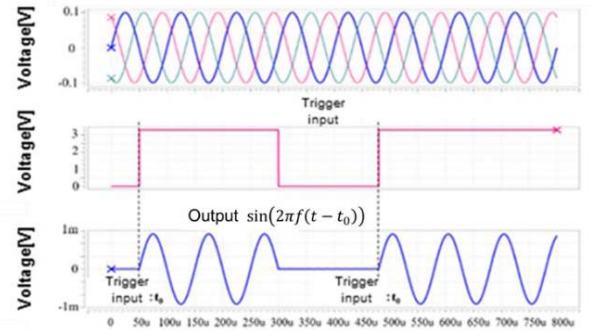 Voltage[V]
0.1
0
-0.1
Trigger
input
Voltage[V]
3
2
1
0
Output sin(2πf(t − t₀))
Voltage[V]
1m
0
-1m
Trigger
input :t₀
Trigger
input :t₀
0 50u 100u 150u 200u 250u 300u 350u 400u 450u 500u 550u 600u 650u 700u 750u 800u